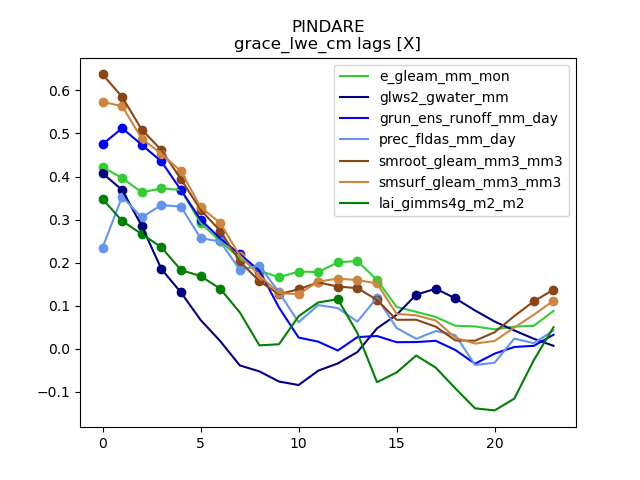 PINDARE
grace_lwe_cm lags [X]
e_gleam_mm_mon
glws2_gwater_mm
grun_ens_runoff_mm_day
prec_fldas_mm_day
smroot_gleam_mm3_mm3
smsurf_gleam_mm3_mm3
lai_gimms4g_m2_m2
0.6
0.5
0.4
0.3
0.2
0.1
0.0
−0.1
0
5
10
15
20